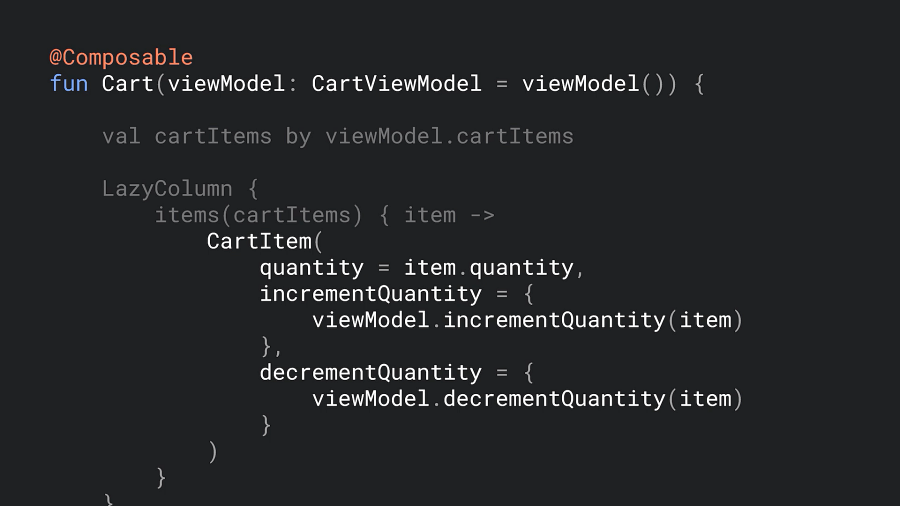 @Composable
fun Cart(viewModel: CartViewModel = viewModel()) {
    val cartItems by viewModel.cartItems
    LazyColumn {
        items(cartItems) { item ->
            CartItem(
                quantity = item.quantity,
                incrementQuantity = {
                    viewModel.incrementQuantity(item)
                },
                decrementQuantity = {
                    viewModel.decrementQuantity(item)
                }
            )
        }
    }